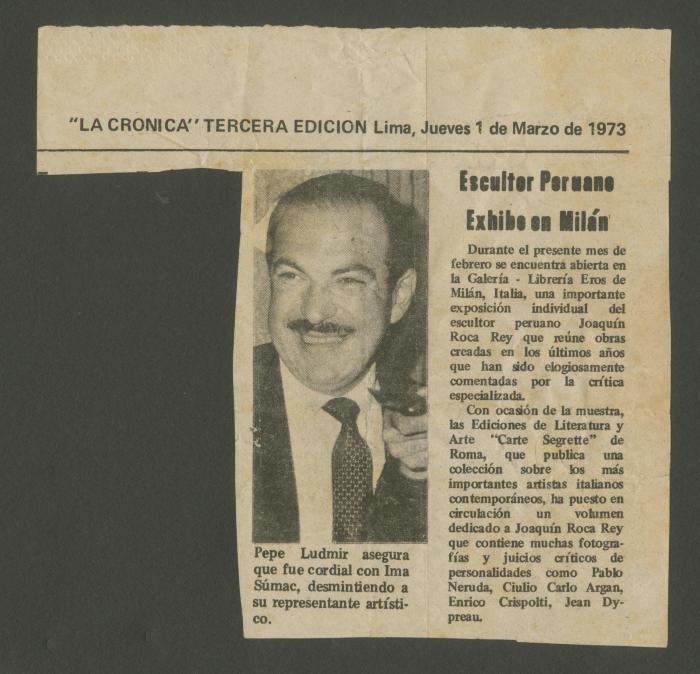 "LA CRONICA" TERCERA EDICION Lima, Jueves 1 de Marzo de 1973
Pepe Ludmir asegura
que fue cordial con Ima
Súmac, desmintiendo a
su representante artísti-
co.
Escultor Peruano
Exhibe en Milán
Durante el presente mes de
febrero se encuentra abierta en
la Galería - Librería Eros de
Milán, Italia, una importante
exposición individual del
escultor peruano Joaquín
Roca Rey que reúne obras
creadas en los últimos años
que han sido elogiosamente
comentadas por la crítica
especializada.
Con ocasión de la muestra,
las Ediciones de Literatura y
Arte "Carte Segrette" de
Roma, que publica una
colección sobre los más
importantes artistas italianos
contemporáneos, ha puesto en
circulación un volumen
dedicado a Joaquín Roca Rey
que contiene muchas fotogra-
fías y juicios críticos de
personalidades como Pablo
Neruda, Ciulio Carlo Argan,
Enrico Crispolti, Jean Dy-
preau.